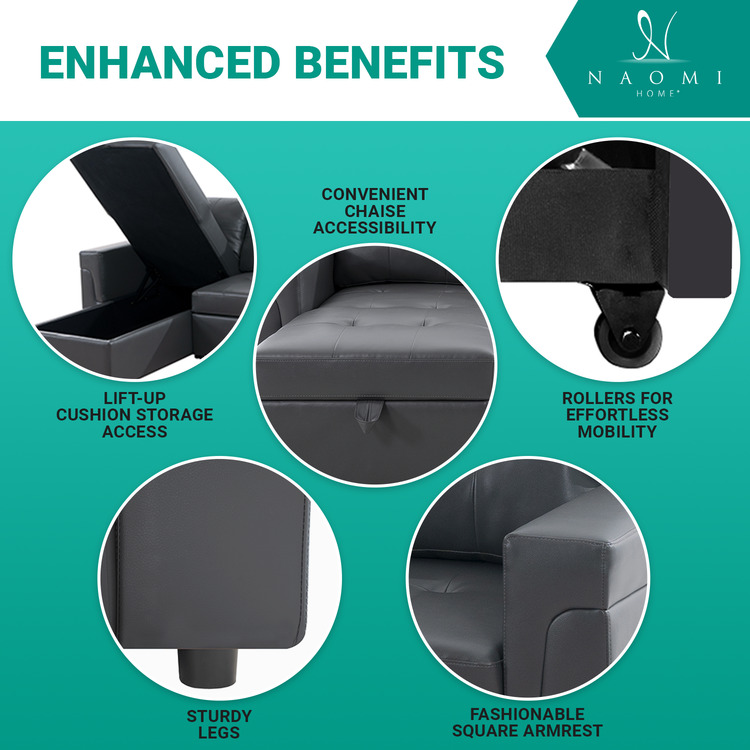 ENHANCED BENEFITS
NAOMI
HOME®
CONVENIENT
CHAISE
ACCESSIBILITY
LIFT-UP
CUSHION STORAGE
ACCESS
ROLLERS FOR
EFFORTLESS
MOBILITY
STURDY
LEGS
FASHIONABLE
SQUARE ARMREST